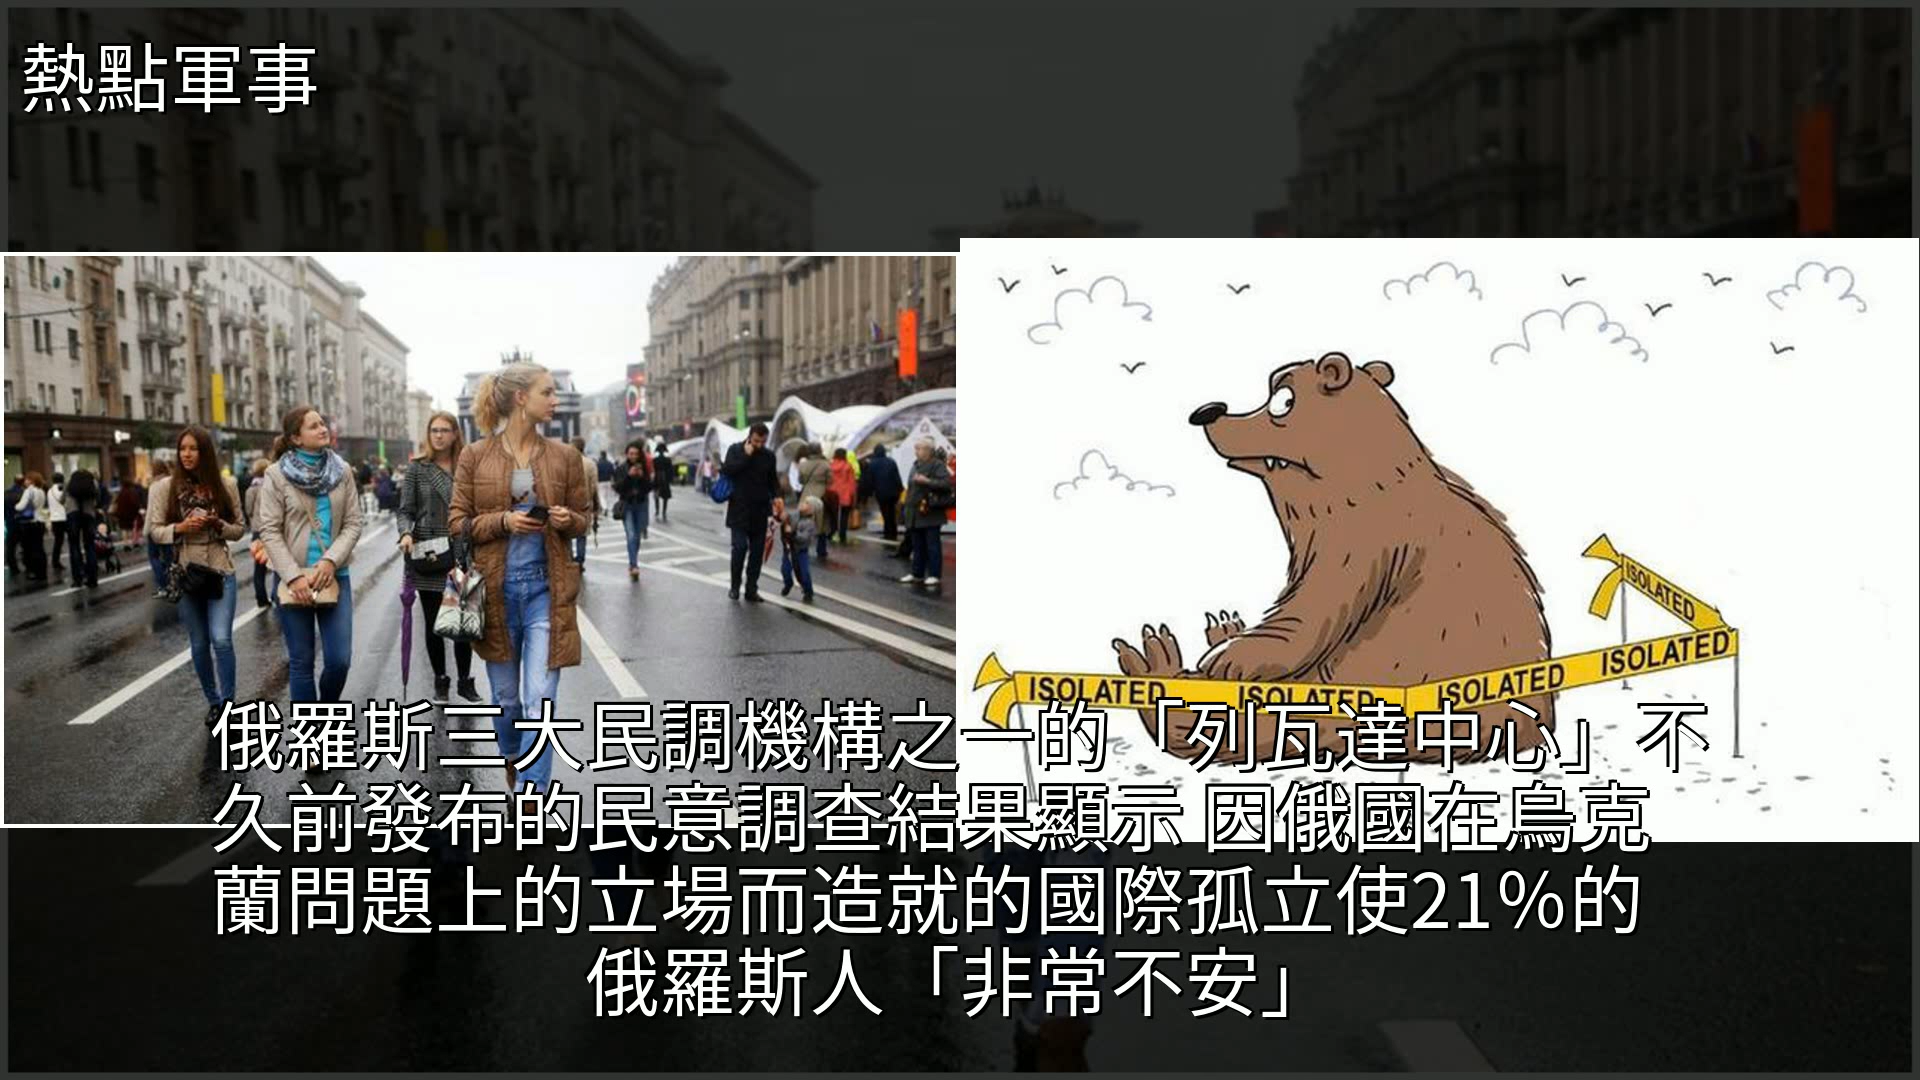 熱點軍事
ISOLATED
ISOLATED ISOLATED ISOLATED ISOLATED
俄羅斯三大民調機構之一的「列瓦達中心」不
久前發布的民意調查結果顯示 因俄國在烏克
蘭問題上的立場而造就的國際孤立使21%的
俄羅斯人「非常不安」